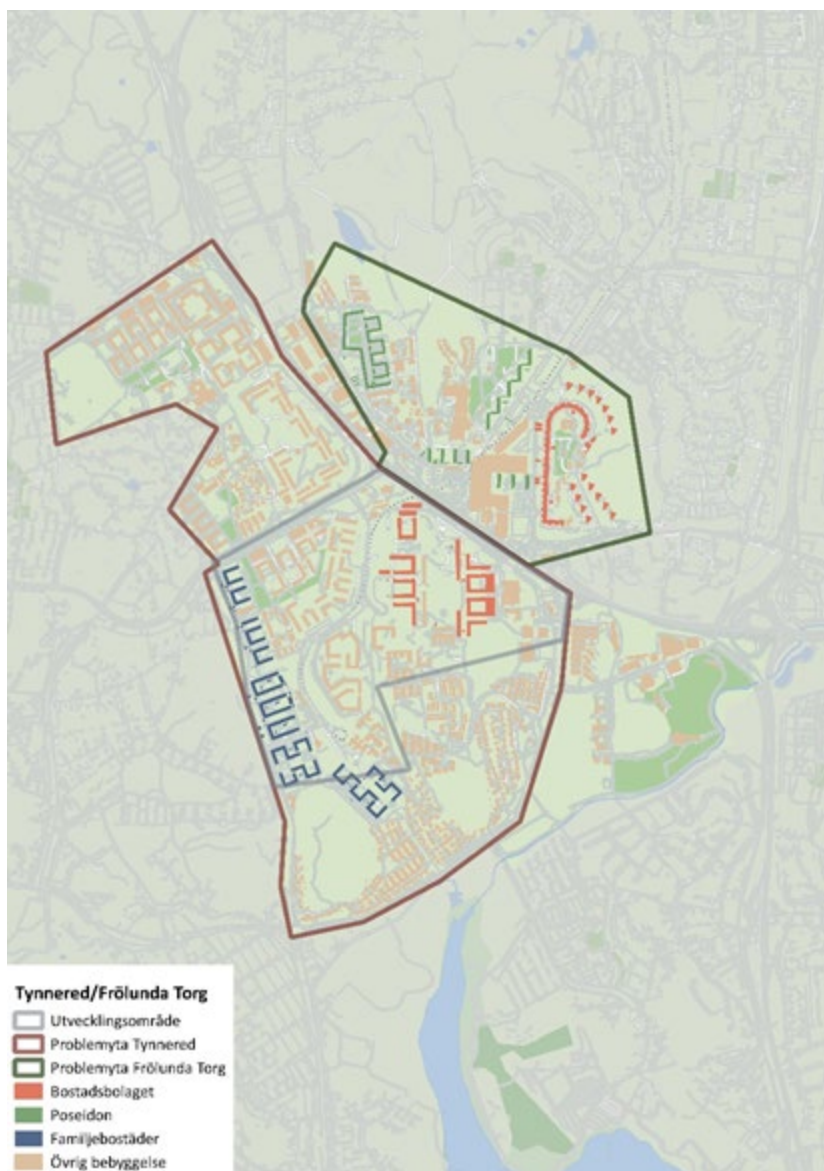 Tynnered/Frölunda Torg
Utvecklingsområde
Problemyta Tynnered
Problemyta Frölunda Torg
Bostadsbolaget
Poseidon
Familjebostäder
Övrig bebyggelse